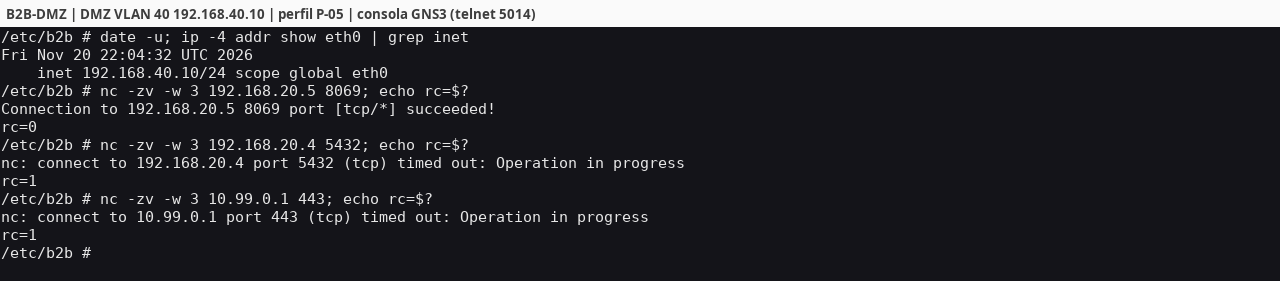 B2B-DMZ | DMZ VLAN 40 192.168.40.10 | perfil P-05 | consola GNS3 (telnet 5014)
/etc/b2b # date -u; ip -4 addr show eth0 | grep inet
Fri Nov 20 22:04:32 UTC 2026
    inet 192.168.40.10/24 scope global eth0
/etc/b2b # nc -zv -w 3 192.168.20.5 8069; echo rc=$?
Connection to 192.168.20.5 8069 port [tcp/*] succeeded!
rc=0
/etc/b2b # nc -zv -w 3 192.168.20.4 5432; echo rc=$?
nc: connect to 192.168.20.4 port 5432 (tcp) timed out: Operation in progress
rc=1
/etc/b2b # nc -zv -w 3 10.99.0.1 443; echo rc=$?
nc: connect to 10.99.0.1 port 443 (tcp) timed out: Operation in progress
rc=1
/etc/b2b #